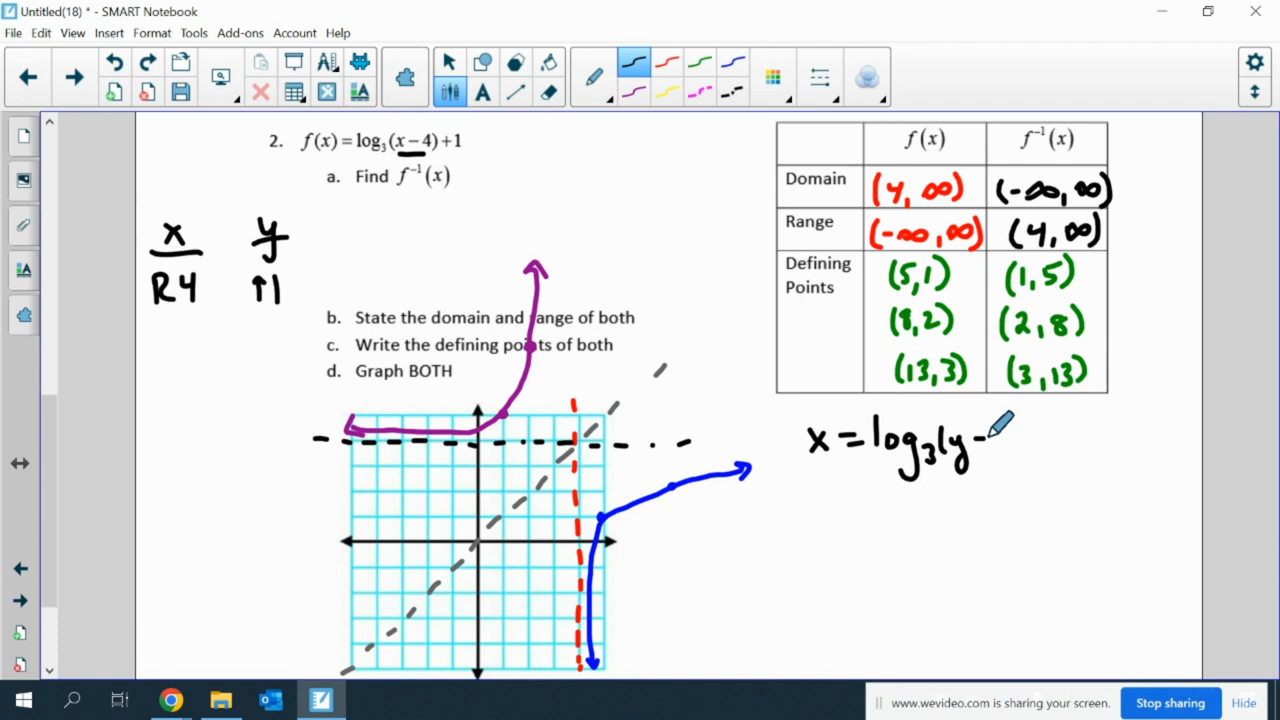 Untitled(18) * - SMART Notebook
File Edit View Insert Format Tools Add-ons Account Help
2. f(x)=log₃(x−4)+1
a. Find f⁻¹(x)
x y
R4 ↑1
b. State the domain and range of both
c. Write the defining points of both
d. Graph BOTH
f(x) f⁻¹(x)
Domain (4, ∞) (-∞, ∞)
Range (-∞, ∞) (4, ∞)
Defining Points
(5,1) (1,5)
(8,2) (2,8)
(13,3) (3,13)
x = log₃(y -
www.wevideo.com is sharing your screen. Stop sharing Hide